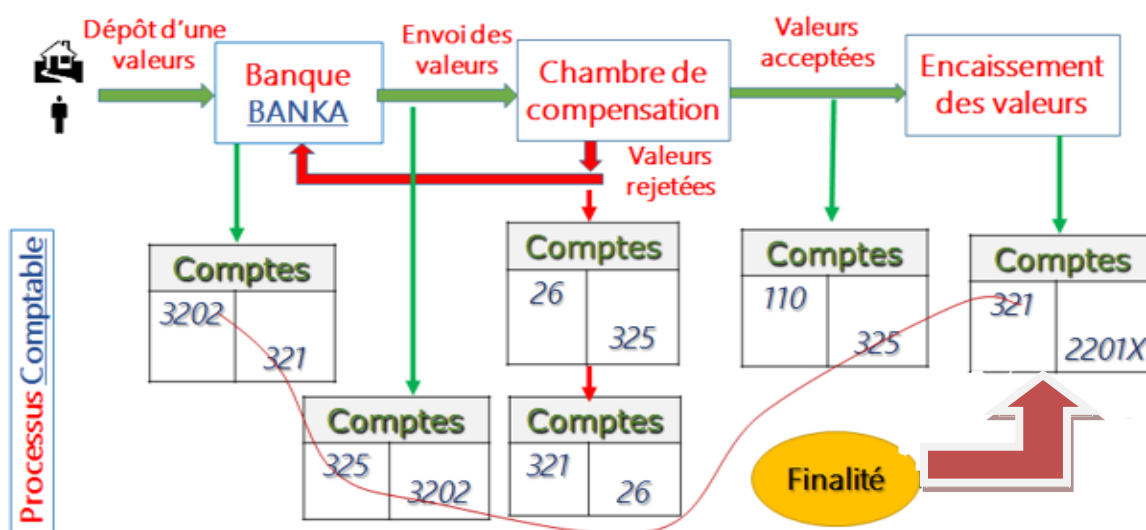 Dépôt d'une
valeurs
Banque
BANKA
Envoi des
valeurs
Chambre de
compensation
Valeurs
acceptées
Encaissement
des valeurs
Valeurs
rejetées
Processus Comptable
Comptes
3202
321
Comptes
325
3202
Comptes
26
325
Comptes
321
26
Comptes
110
325
Comptes
321
2201X
Finalité